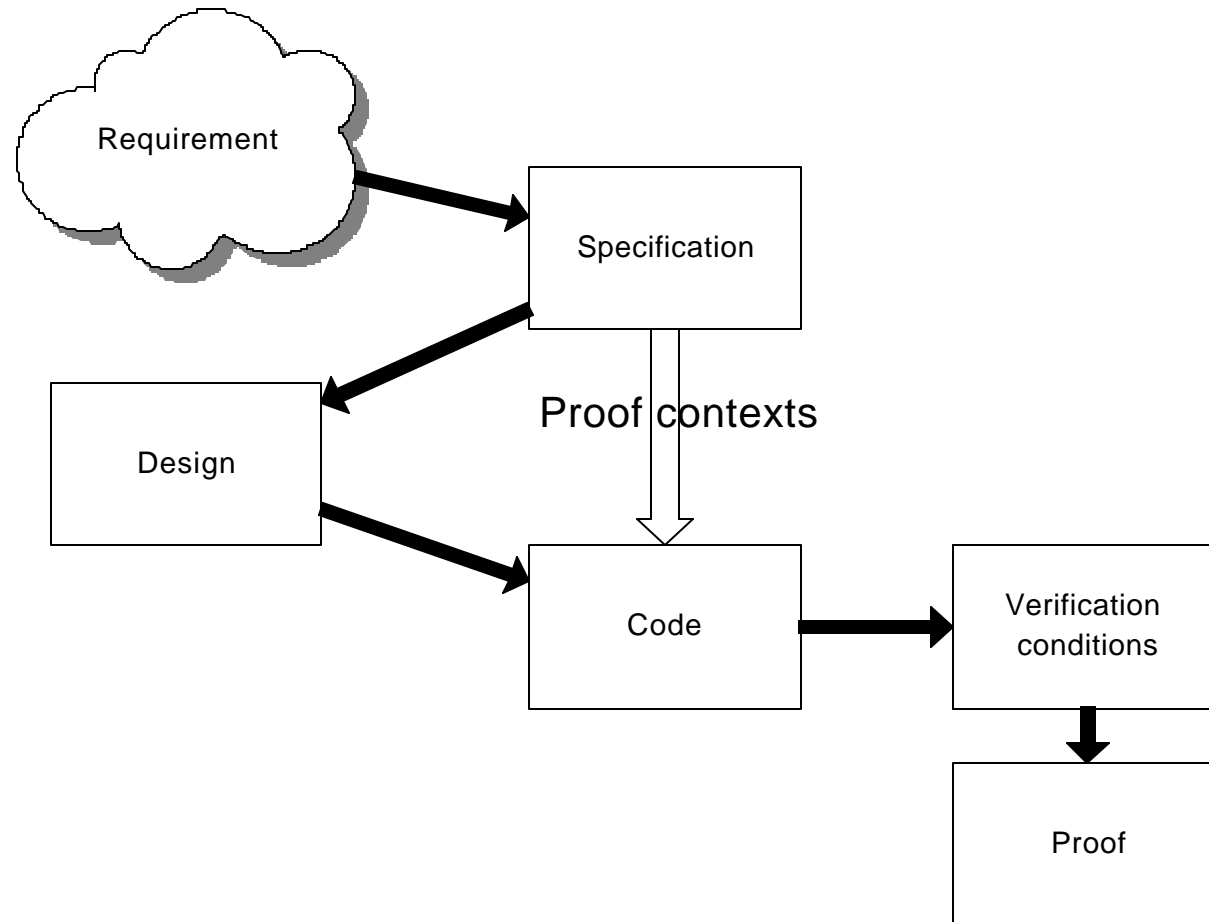 Requirement
Specification
Proof contexts
Design
Code
Verification
conditions
Proof